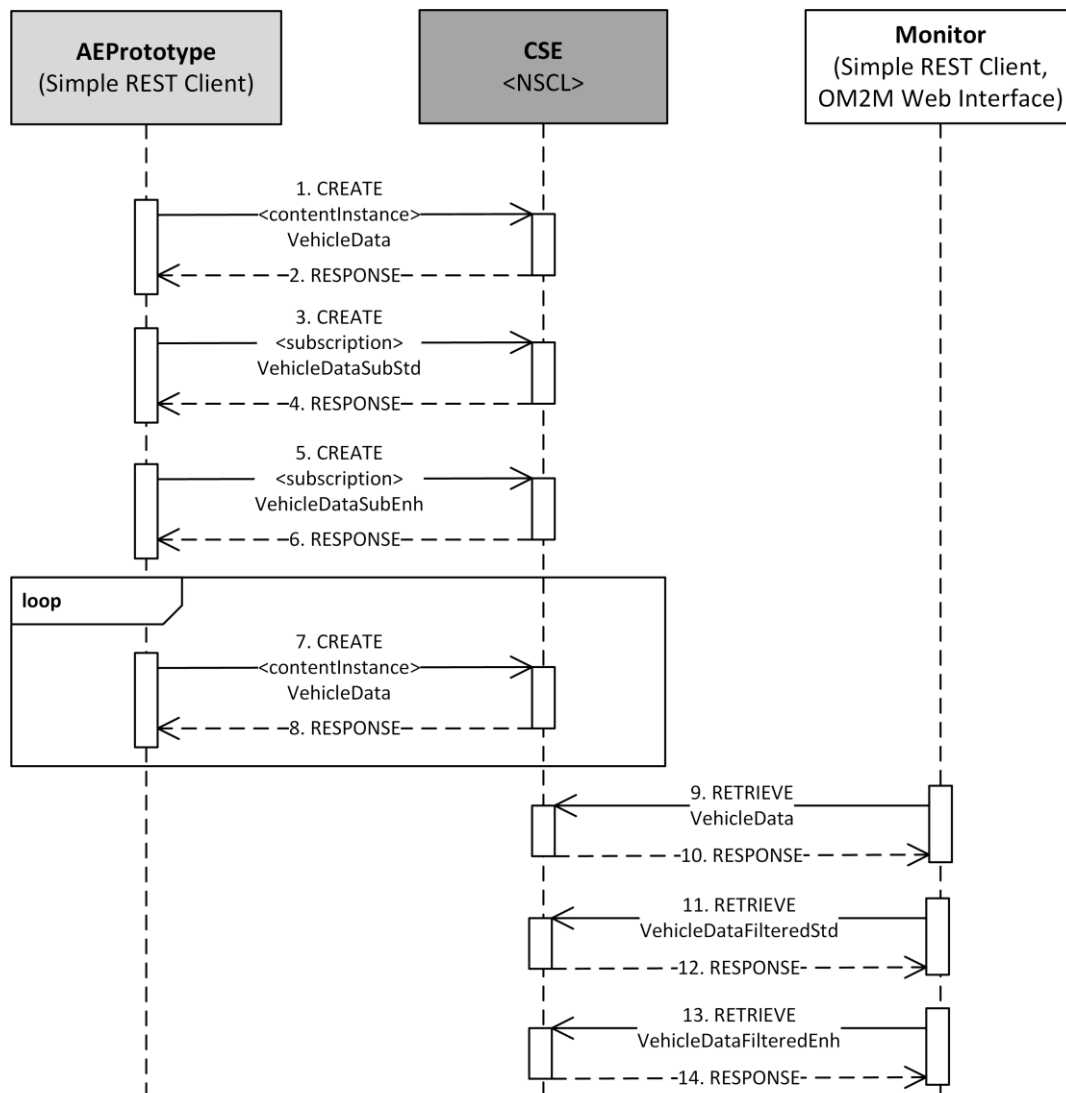 AEPrototype
(Simple REST Client)
CSE
<NSCL>
Monitor
(Simple REST Client,
OM2M Web Interface)
1. CREATE
<contentInstance>
VehicleData
2. RESPONSE
3. CREATE
<subscription>
VehicleDataSubStd
4. RESPONSE
5. CREATE
<subscription>
VehicleDataSubEnh
6. RESPONSE
loop
7. CREATE
<contentInstance>
VehicleData
8. RESPONSE
9. RETRIEVE
VehicleData
10. RESPONSE
11. RETRIEVE
VehicleDataFilteredStd
12. RESPONSE
13. RETRIEVE
VehicleDataFilteredEnh
14. RESPONSE